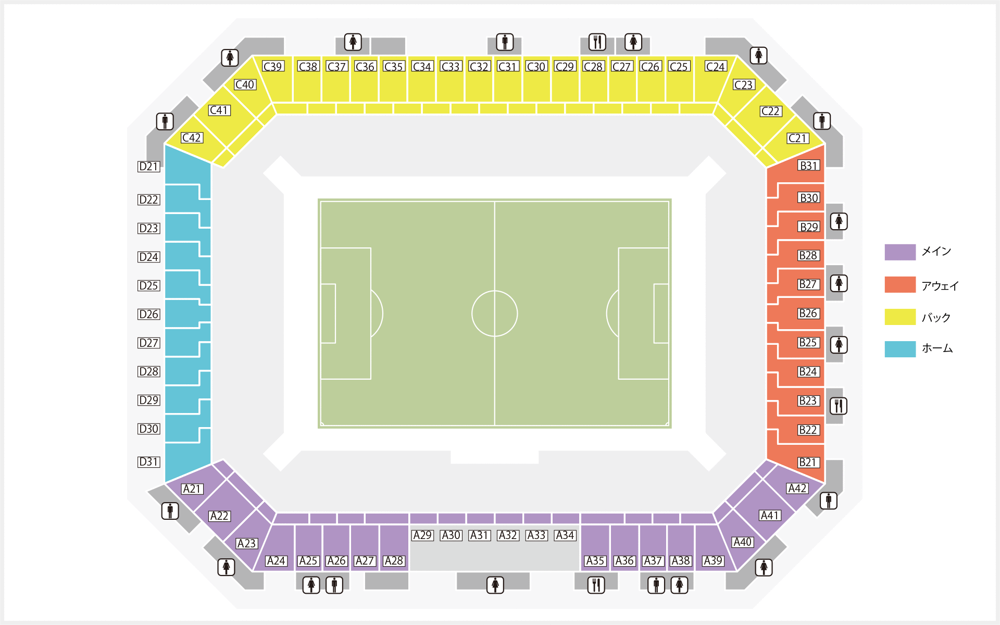 C39 C38 C37 C36 C35 C34 C33 C32 C31 C30 C29 C28 C27 C26 C25 C24
C40 C23
C41 C22
C42 C21
D21 B31
D22 B30
D23 B29
D24 B28
D25 B27
D26 B26
D27 B25
D28 B24
D29 B23
D30 B22
D31 B21
A21 A42
A22 A41
A23 A40
A29 A30 A31 A32 A33 A34
A24 A25 A26 A27 A28 A35 A36 A37 A38 A39
メイン
アウェイ
バック
ホーム